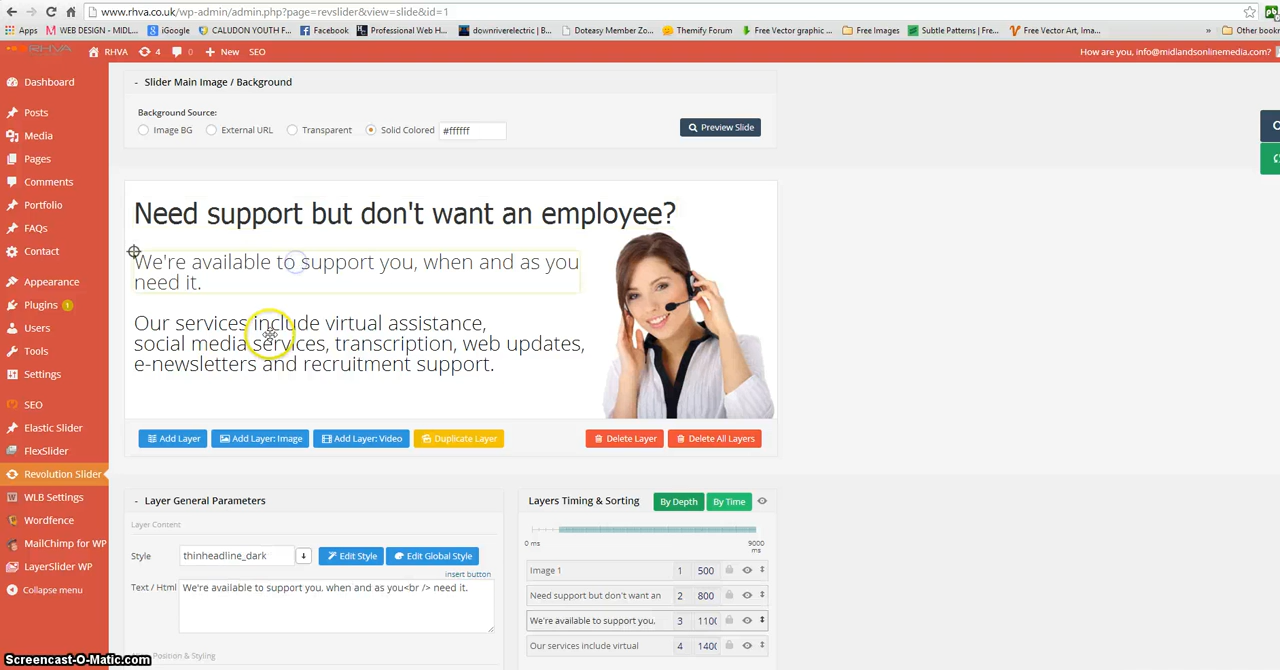 www.rhva.co.uk/wp-admin/admin.php?page=revslider&view=slide&id=1
Apps WEB DESIGN - MIDL... iGoogle CALUDON YOUTH F... Facebook Professional Web H... downriverelectric | B... Doteasy Member Zo... Themify Forum Free Vector graphic ... Free Images Subtle Patterns | Fre... Free Vector Art, Ima... » Other book
RHVA 4 0 + New SEO How are you, info@midlandsonlinemedia.com?
Dashboard
Posts
Media
Pages
Comments
Portfolio
FAQs
Contact
Appearance
Plugins 1
Users
Tools
Settings
SEO
Elastic Slider
FlexSlider
Revolution Slider
WLB Settings
Wordfence
MailChimp for WP
LayerSlider WP
Collapse menu
- Slider Main Image / Background
Background Source:
Image BG External URL Transparent Solid Colored #ffffff Preview Slide
Need support but don't want an employee?
We're available to support you, when and as you
need it.
Our services include virtual assistance,
social media services, transcription, web updates,
e-newsletters and recruitment support.
Add Layer Add Layer: Image Add Layer: Video Duplicate Layer Delete Layer Delete All Layers
- Layer General Parameters
Layer Content
Style thinheadline_dark Edit Style Edit Global Style
insert button
Text / Html We're available to support you, when and as you<br /> need it.
Position & Styling
Layers Timing & Sorting By Depth By Time
0 ms 9000
ms
Image 1 1 500
Need support but don't want an 2 800
We're available to support you, 3 1100
Our services include virtual 4 1400
Screencast-O-Matic.com